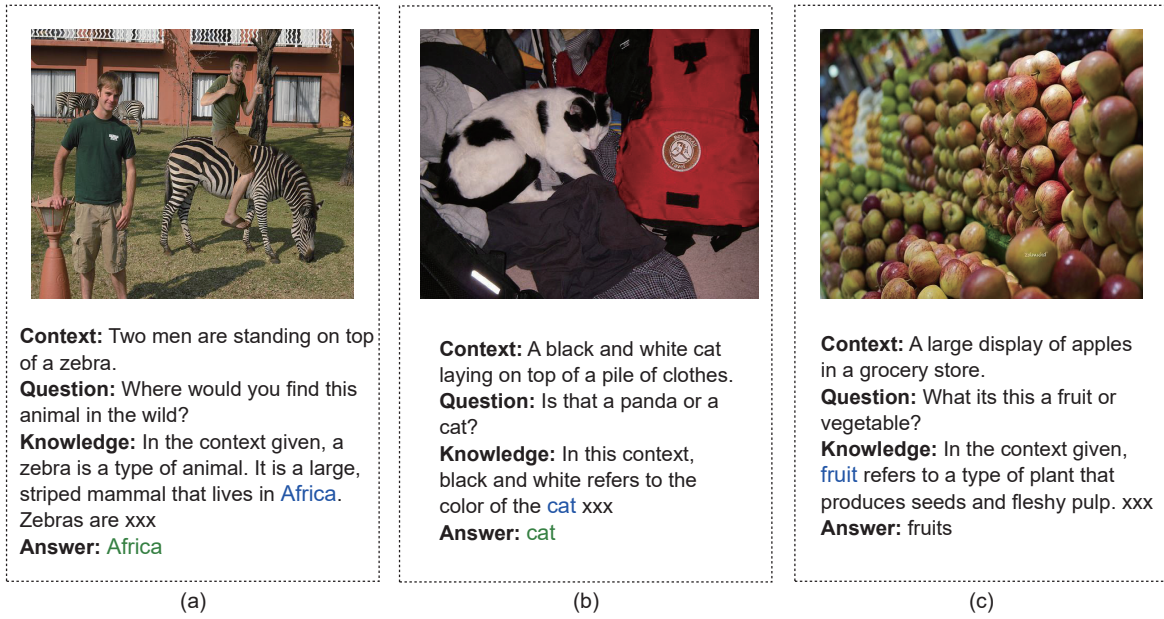 Context: Two men are standing on top
of a zebra.
Question: Where would you find this
animal in the wild?
Knowledge: In the context given, a
zebra is a type of animal. It is a large,
striped mammal that lives in Africa.
Zebras are xxx
Answer: Africa
(a)
Context: A black and white cat
laying on top of a pile of clothes.
Question: Is that a panda or a
cat?
Knowledge: In this context,
black and white refers to the
color of the cat xxx
Answer: cat
(b)
Context: A large display of apples
in a grocery store.
Question: What its this a fruit or
vegetable?
Knowledge: In the context given,
fruit refers to a type of plant that
produces seeds and fleshy pulp. xxx
Answer: fruits
(c)